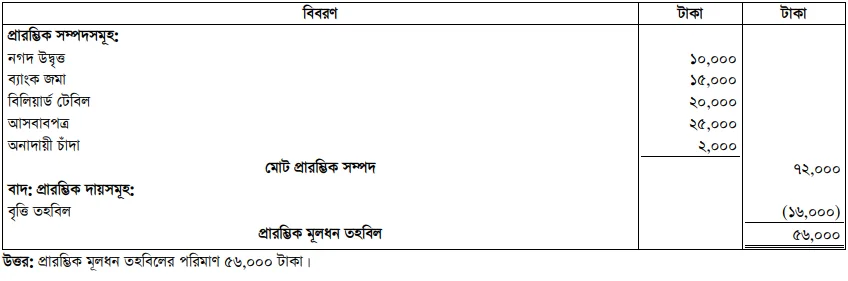 বিবরণ টাকা টাকা
প্রারম্ভিক সম্পদসমূহ:
নগদ উদ্বৃত্ত ১০,০০০
ব্যাংক জমা ১৫,০০০
বিলিয়ার্ড টেবিল ২০,০০০
আসবাবপত্র ২৫,০০০
অনাদায়ী চাঁদা ২,০০০
মোট প্রারম্ভিক সম্পদ ৭২,০০০
বাদ: প্রারম্ভিক দায়সমূহ:
বৃত্তি তহবিল (১৬,০০০)
প্রারম্ভিক মূলধন তহবিল ৫৬,০০০
উত্তর: প্রারম্ভিক মূলধন তহবিলের পরিমাণ ৫৬,০০০ টাকা।